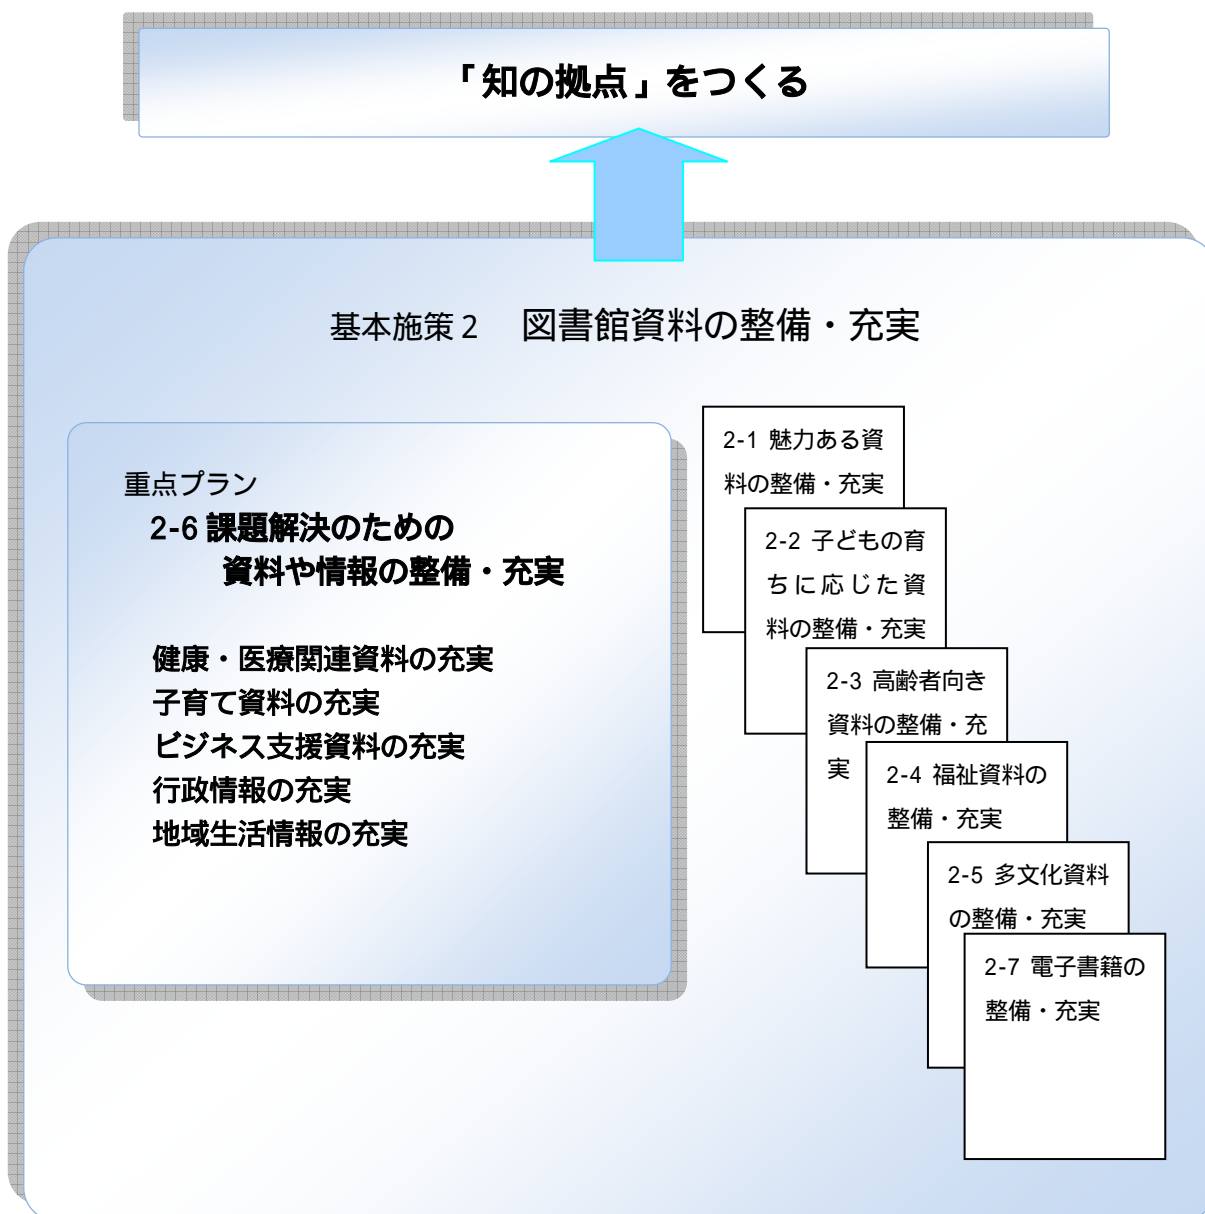 「知の拠点」をつくる
基本施策2　図書館資料の整備・充実
重点プラン
2-6 課題解決のための
資料や情報の整備・充実
健康・医療関連資料の充実
子育て資料の充実
ビジネス支援資料の充実
行政情報の充実
地域生活情報の充実
2-1 魅力ある資
料の整備・充実
2-2 子どもの育
ちに応じた資
料の整備・充実
2-3 高齢者向き
資料の整備・充
実
2-4 福祉資料の
整備・充実
2-5 多文化資料
の整備・充実
2-7 電子書籍の
整備・充実